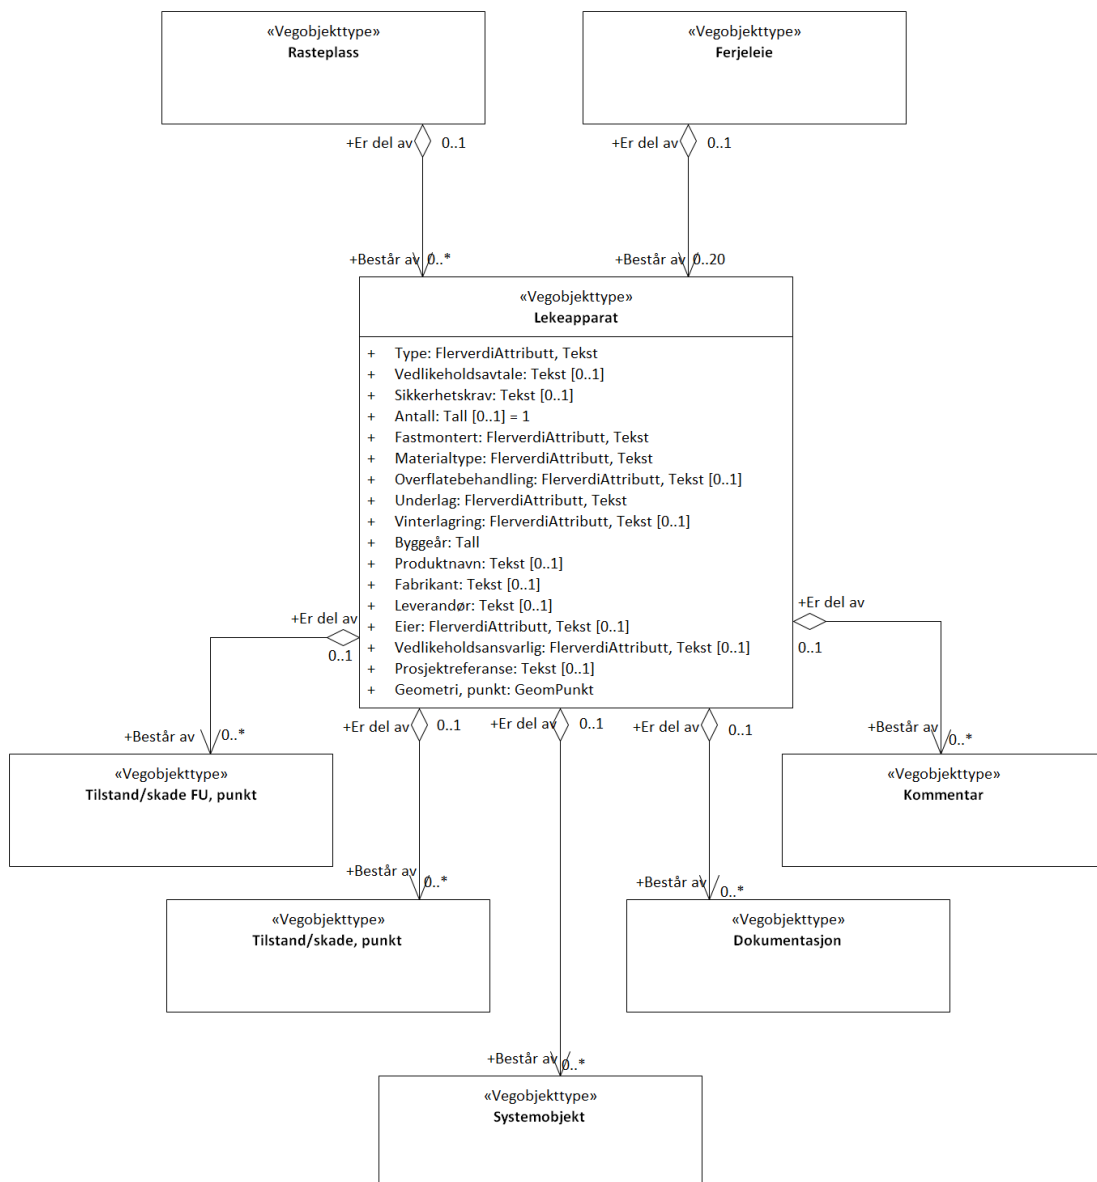 «Vegobjekttype»
Rasteplass
«Vegobjekttype»
Ferjeleie
+Er del av 0..1
+Er del av 0..1
+Består av 0..*
+Består av 0..20
«Vegobjekttype»
Lekeapparat
+ Type: FlerverdiAttributt, Tekst
+ Vedlikeholdsavtale: Tekst [0..1]
+ Sikkerhetskrav: Tekst [0..1]
+ Antall: Tall [0..1] = 1
+ Fastmontert: FlerverdiAttributt, Tekst
+ Materialtype: FlerverdiAttributt, Tekst
+ Overflatebehandling: FlerverdiAttributt, Tekst [0..1]
+ Underlag: FlerverdiAttributt, Tekst
+ Vinterlagring: FlerverdiAttributt, Tekst [0..1]
+ Byggeår: Tall
+ Produktnavn: Tekst [0..1]
+ Fabrikant: Tekst [0..1]
+ Leverandør: Tekst [0..1]
+ Eier: FlerverdiAttributt, Tekst [0..1]
+ Vedlikeholdsansvarlig: FlerverdiAttributt, Tekst [0..1]
+ Prosjektreferanse: Tekst [0..1]
+ Geometri, punkt: GeomPunkt
+Er del av
0..1
+Er del av
0..1
+Er del av 0..1
+Er del av 0..1
+Er del av 0..1
+Består av 0..*
+Består av 0..*
«Vegobjekttype»
Tilstand/skade FU, punkt
«Vegobjekttype»
Kommentar
+Består av 0..*
+Består av 0..*
«Vegobjekttype»
Tilstand/skade, punkt
«Vegobjekttype»
Dokumentasjon
+Består av 0..*
«Vegobjekttype»
Systemobjekt